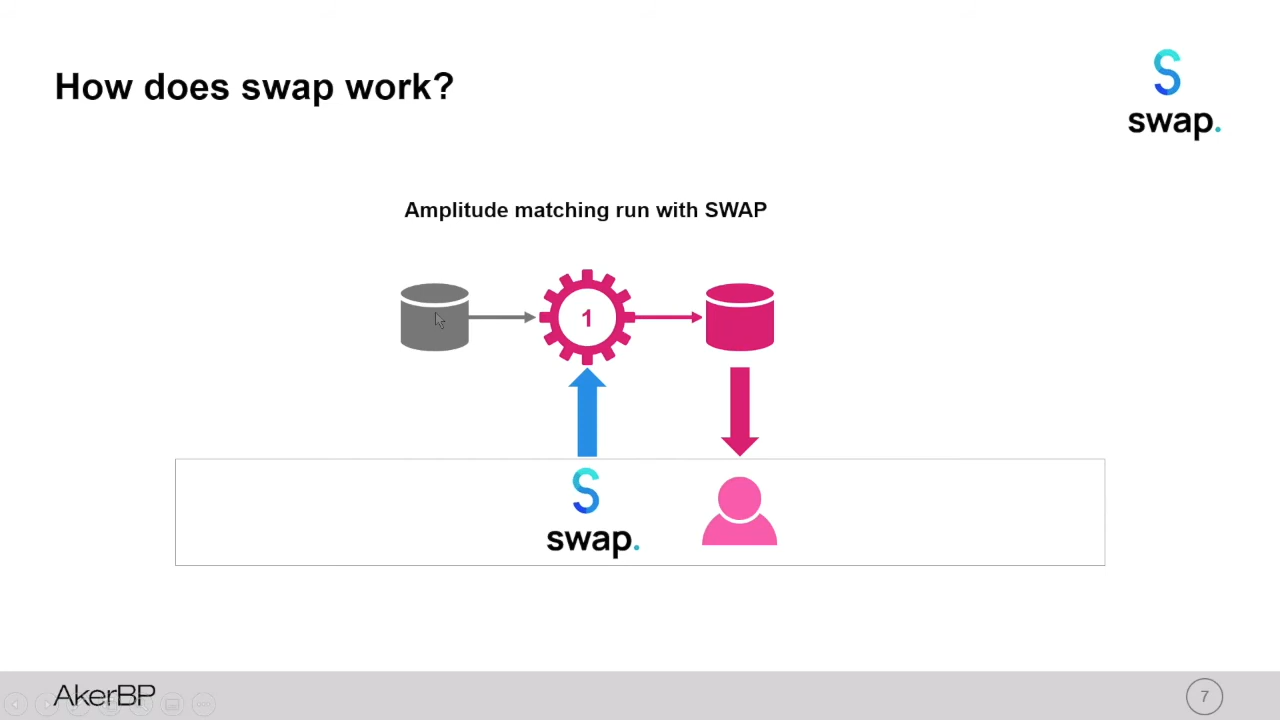 How does swap work?
S
swap.
Amplitude matching run with SWAP
1
S
swap.
AkerBP
7